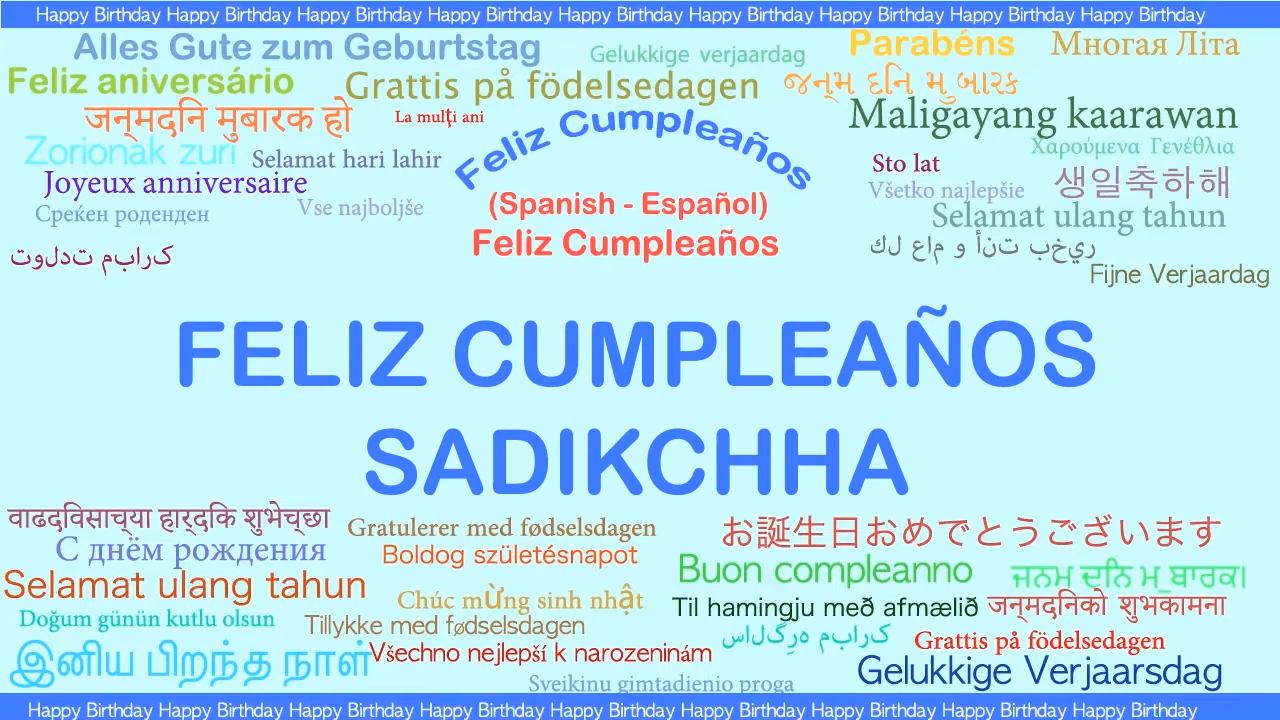 Happy Birthday Happy Birthday Happy Birthday Happy Birthday Happy Birthday Happy Birthday Happy Birthday Happy Birthday Happy Birthday
Alles Gute zum Geburtstag
Gelukkige verjaardag
Parabéns
Многая Літа
Feliz aniversário
Grattis på födelsedagen
જન્મ દિન મુબારક
जन्मदिन मुबारक हो
La mulţi ani
Feliz Cumpleaños
Maligayang kaarawan
Zorionak zuri
Selamat hari lahir
Sto lat
Χαρούμενα Γενέθλια
Joyeux anniversaire
(Spanish - Español)
Všetko najlepšie
생일축하해
Среќен роденден
Vse najboljše
Feliz Cumpleaños
Selamat ulang tahun
تولدت مبارک
كل عام و أنت بخير
Fijne Verjaardag
FELIZ CUMPLEAÑOS
SADIKCHHA
वाढदिवसाच्या हार्दिक शुभेच्छा
Gratulerer med fødselsdagen
お誕生日おめでとうございます
С днём рождения
Boldog születésnapot
Buon compleanno
ਜਨਮ ਦਿਨ ਮੁਬਾਰਕ।
Selamat ulang tahun
Chúc mừng sinh nhật
Til hamingju með afmælið
जन्मदिनको शुभकामना
Doğum günün kutlu olsun
Tillykke med fødselsdagen
سالگرہ مبارک
Grattis på födelsedagen
இனிய பிறந்த நாள்
Všechno nejlepší k narozeninám
Gelukkige Verjaarsdag
Sveikinu gimtadienio proga
Happy Birthday Happy Birthday Happy Birthday Happy Birthday Happy Birthday Happy Birthday Happy Birthday Happy Birthday Happy Birthday